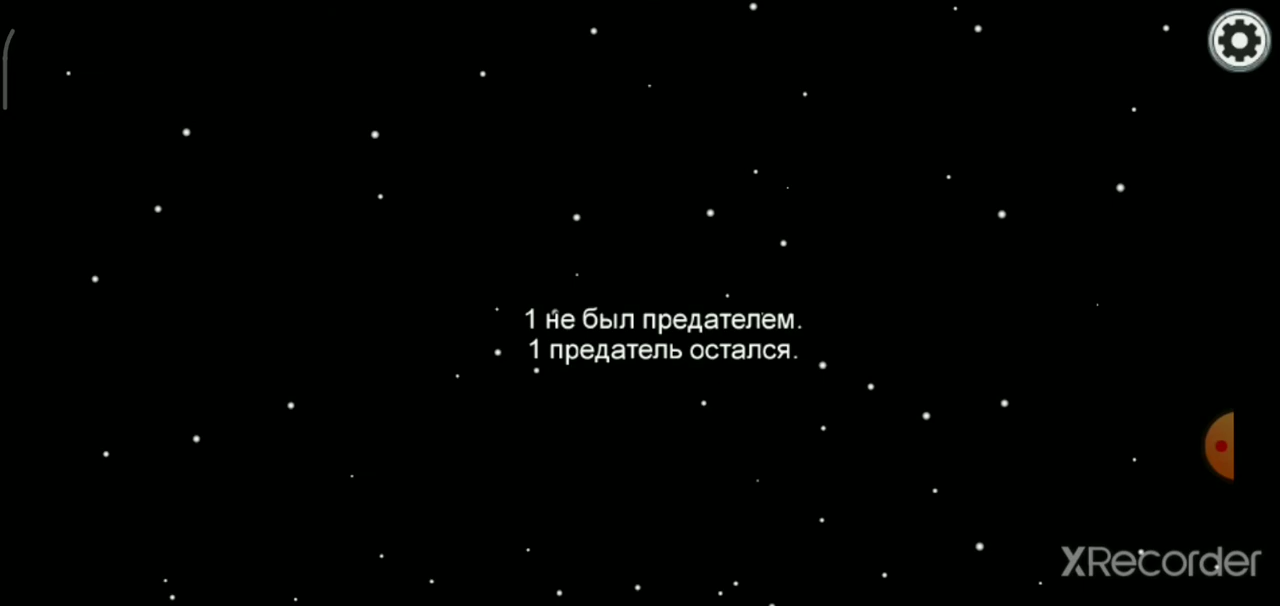 1 не был предателем.
1 предатель остался.
XRecorder